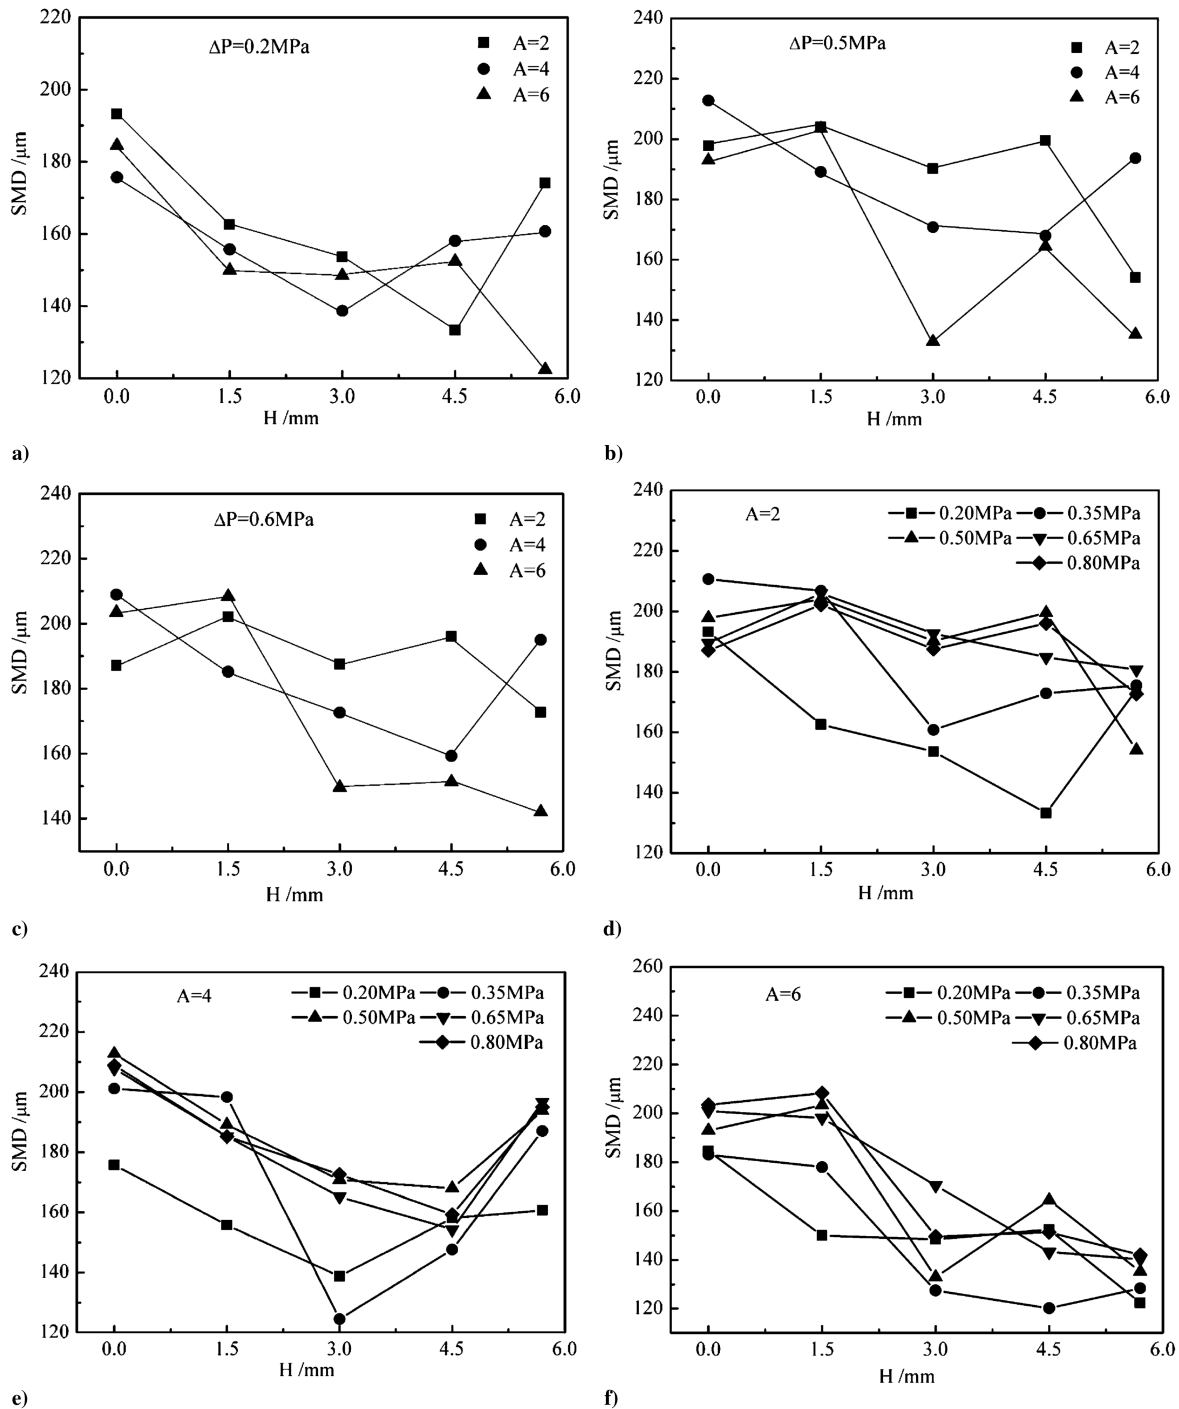 220
200
180
160
140
120
SMD /μm
ΔP=0.2MPa
A=2
A=4
A=6
0.0 1.5 3.0 4.5 6.0
H /mm
a)
240
220
200
180
160
140
120
SMD /μm
ΔP=0.5MPa
A=2
A=4
A=6
0.0 1.5 3.0 4.5 6.0
H /mm
b)
240
220
200
180
160
140
SMD /μm
ΔP=0.6MPa
A=2
A=4
A=6
0.0 1.5 3.0 4.5 6.0
H /mm
c)
240
220
200
180
160
140
120
SMD /μm
A=2
0.20MPa 0.35MPa
0.50MPa 0.65MPa
0.80MPa
0.0 1.5 3.0 4.5 6.0
H /mm
d)
240
220
200
180
160
140
120
SMD /μm
A=4
0.20MPa 0.35MPa
0.50MPa 0.65MPa
0.80MPa
0.0 1.5 3.0 4.5 6.0
H /mm
e)
260
240
220
200
180
160
140
120
SMD /μm
A=6
0.20MPa 0.35MPa
0.50MPa 0.65MPa
0.80MPa
0.0 1.5 3.0 4.5 6.0
H /mm
f)